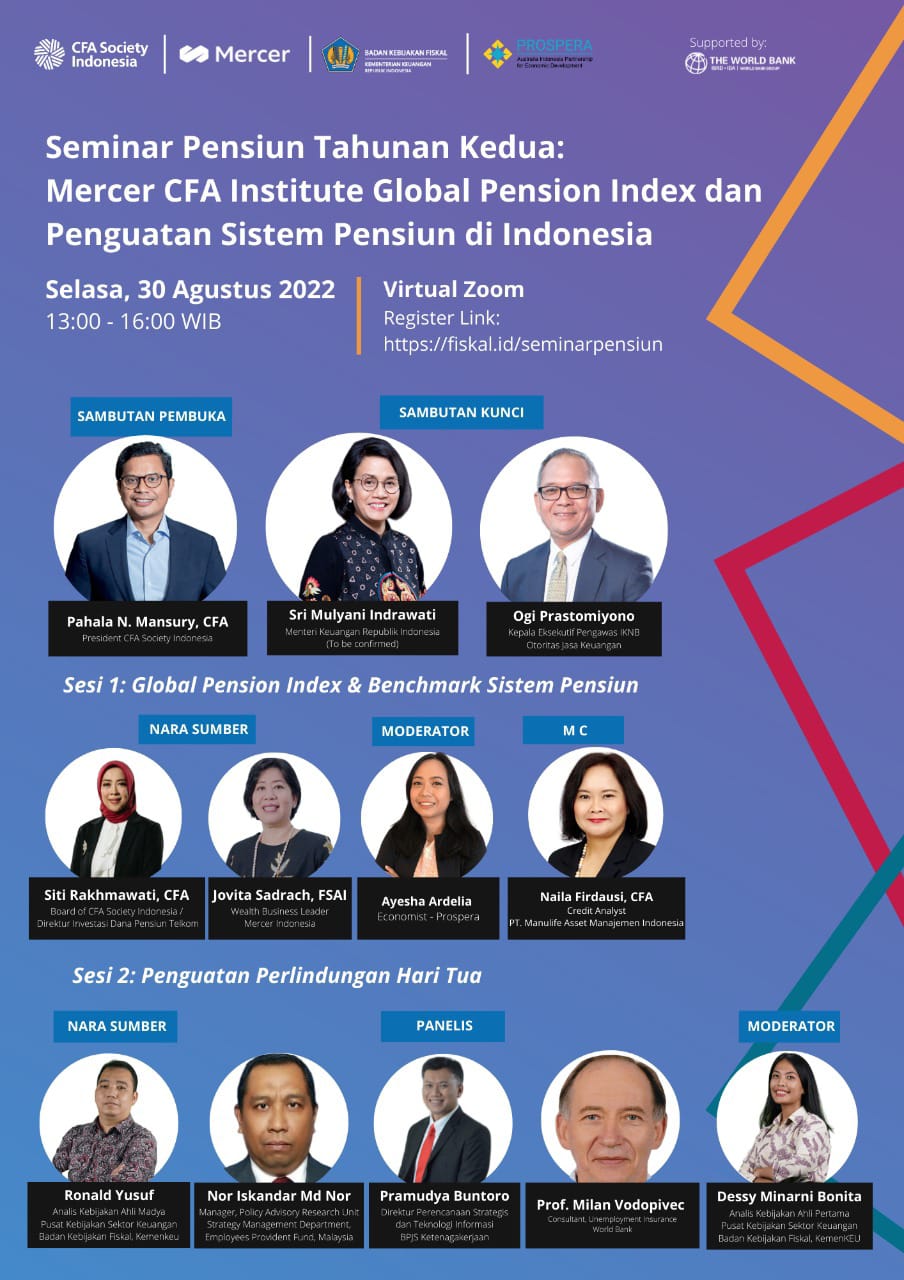 CFA Society
Indonesia
Mercer
BADAN KEBIJAKAN FISKAL
KEMENTERIAN KEUANGAN
REPUBLIK INDONESIA
PROSPERA
Australia Indonesia Partnership
for Economic Development
Supported by:
THE WORLD BANK
IBRD • IDA | WORLD BANK GROUP
Seminar Pensiun Tahunan Kedua:
Mercer CFA Institute Global Pension Index dan
Penguatan Sistem Pensiun di Indonesia
Selasa, 30 Agustus 2022
13:00 - 16:00 WIB
Virtual Zoom
Register Link:
https://fiskal.id/seminarpensiun
SAMBUTAN PEMBUKA
SAMBUTAN KUNCI
Pahala N. Mansury, CFA
President CFA Society Indonesia
Sri Mulyani Indrawati
Menteri Keuangan Republik Indonesia
(To be confirmed)
Ogi Prastomiyono
Kepala Eksekutif Pengawas IKNB
Otoritas Jasa Keuangan
Sesi 1: Global Pension Index & Benchmark Sistem Pensiun
NARA SUMBER
MODERATOR
M C
Siti Rakhmawati, CFA
Board of CFA Society Indonesia /
Direktur Investasi Dana Pensiun Telkom
Jovita Sadrach, FSAI
Wealth Business Leader
Mercer Indonesia
Ayesha Ardelia
Economist - Prospera
Naila Firdausi, CFA
Credit Analyst
PT. Manulife Asset Manajemen Indonesia
Sesi 2: Penguatan Perlindungan Hari Tua
NARA SUMBER
PANELIS
MODERATOR
Ronald Yusuf
Analis Kebijakan Ahli Madya
Pusat Kebijakan Sektor Keuangan
Badan Kebijakan Fiskal, Kemenkeu
Nor Iskandar Md Nor
Manager, Policy Advisory Research Unit
Strategy Management Department,
Employees Provident Fund, Malaysia
Pramudya Buntoro
Direktur Perencanaan Strategis
dan Teknologi Informasi
BPJS Ketenagakerjaan
Prof. Milan Vodopivec
Consultant, Unemployment Insurance
World Bank
Dessy Minarni Bonita
Analis Kebijakan Ahli Pertama
Pusat Kebijakan Sektor Keuangan
Badan Kebijakan Fiskal, KemenKEU